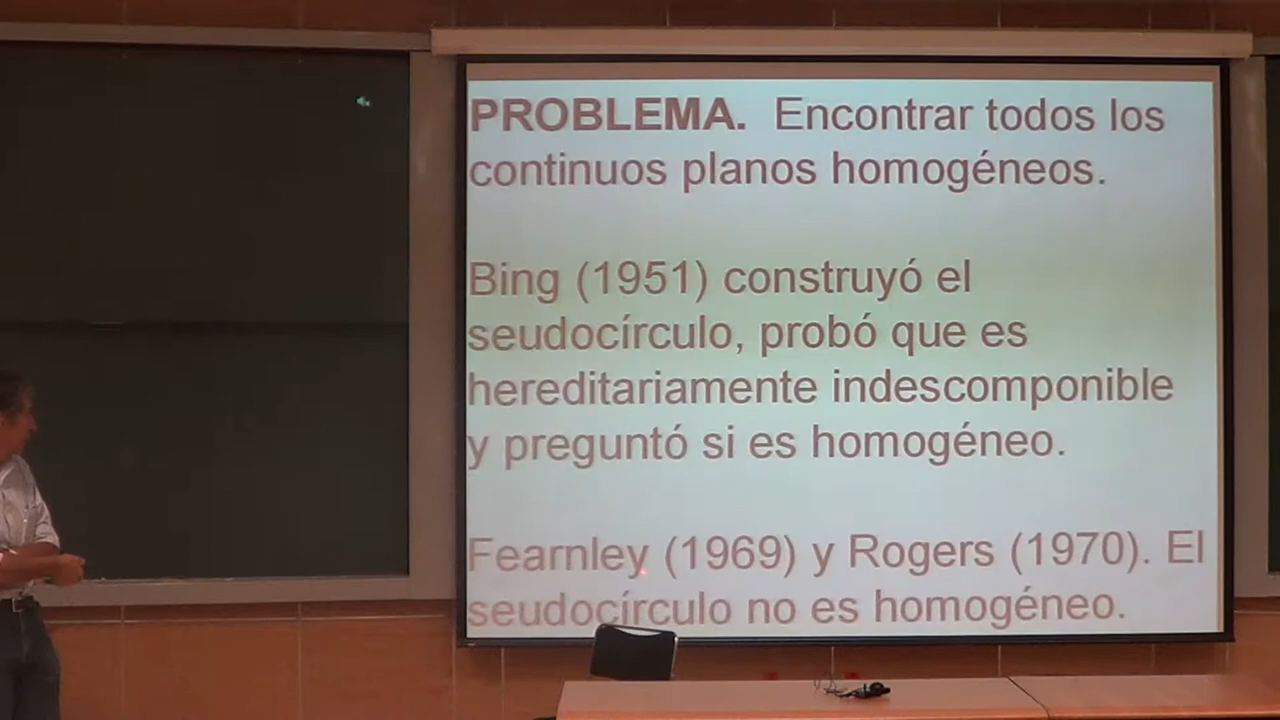 PROBLEMA. Encontrar todos los
continuos planos homogéneos.
Bing (1951) construyó el
seudocírculo, probó que es
hereditariamente indescomponible
y preguntó si es homogéneo.
Fearnley (1969) y Rogers (1970). El
seudocírculo no es homogéneo.